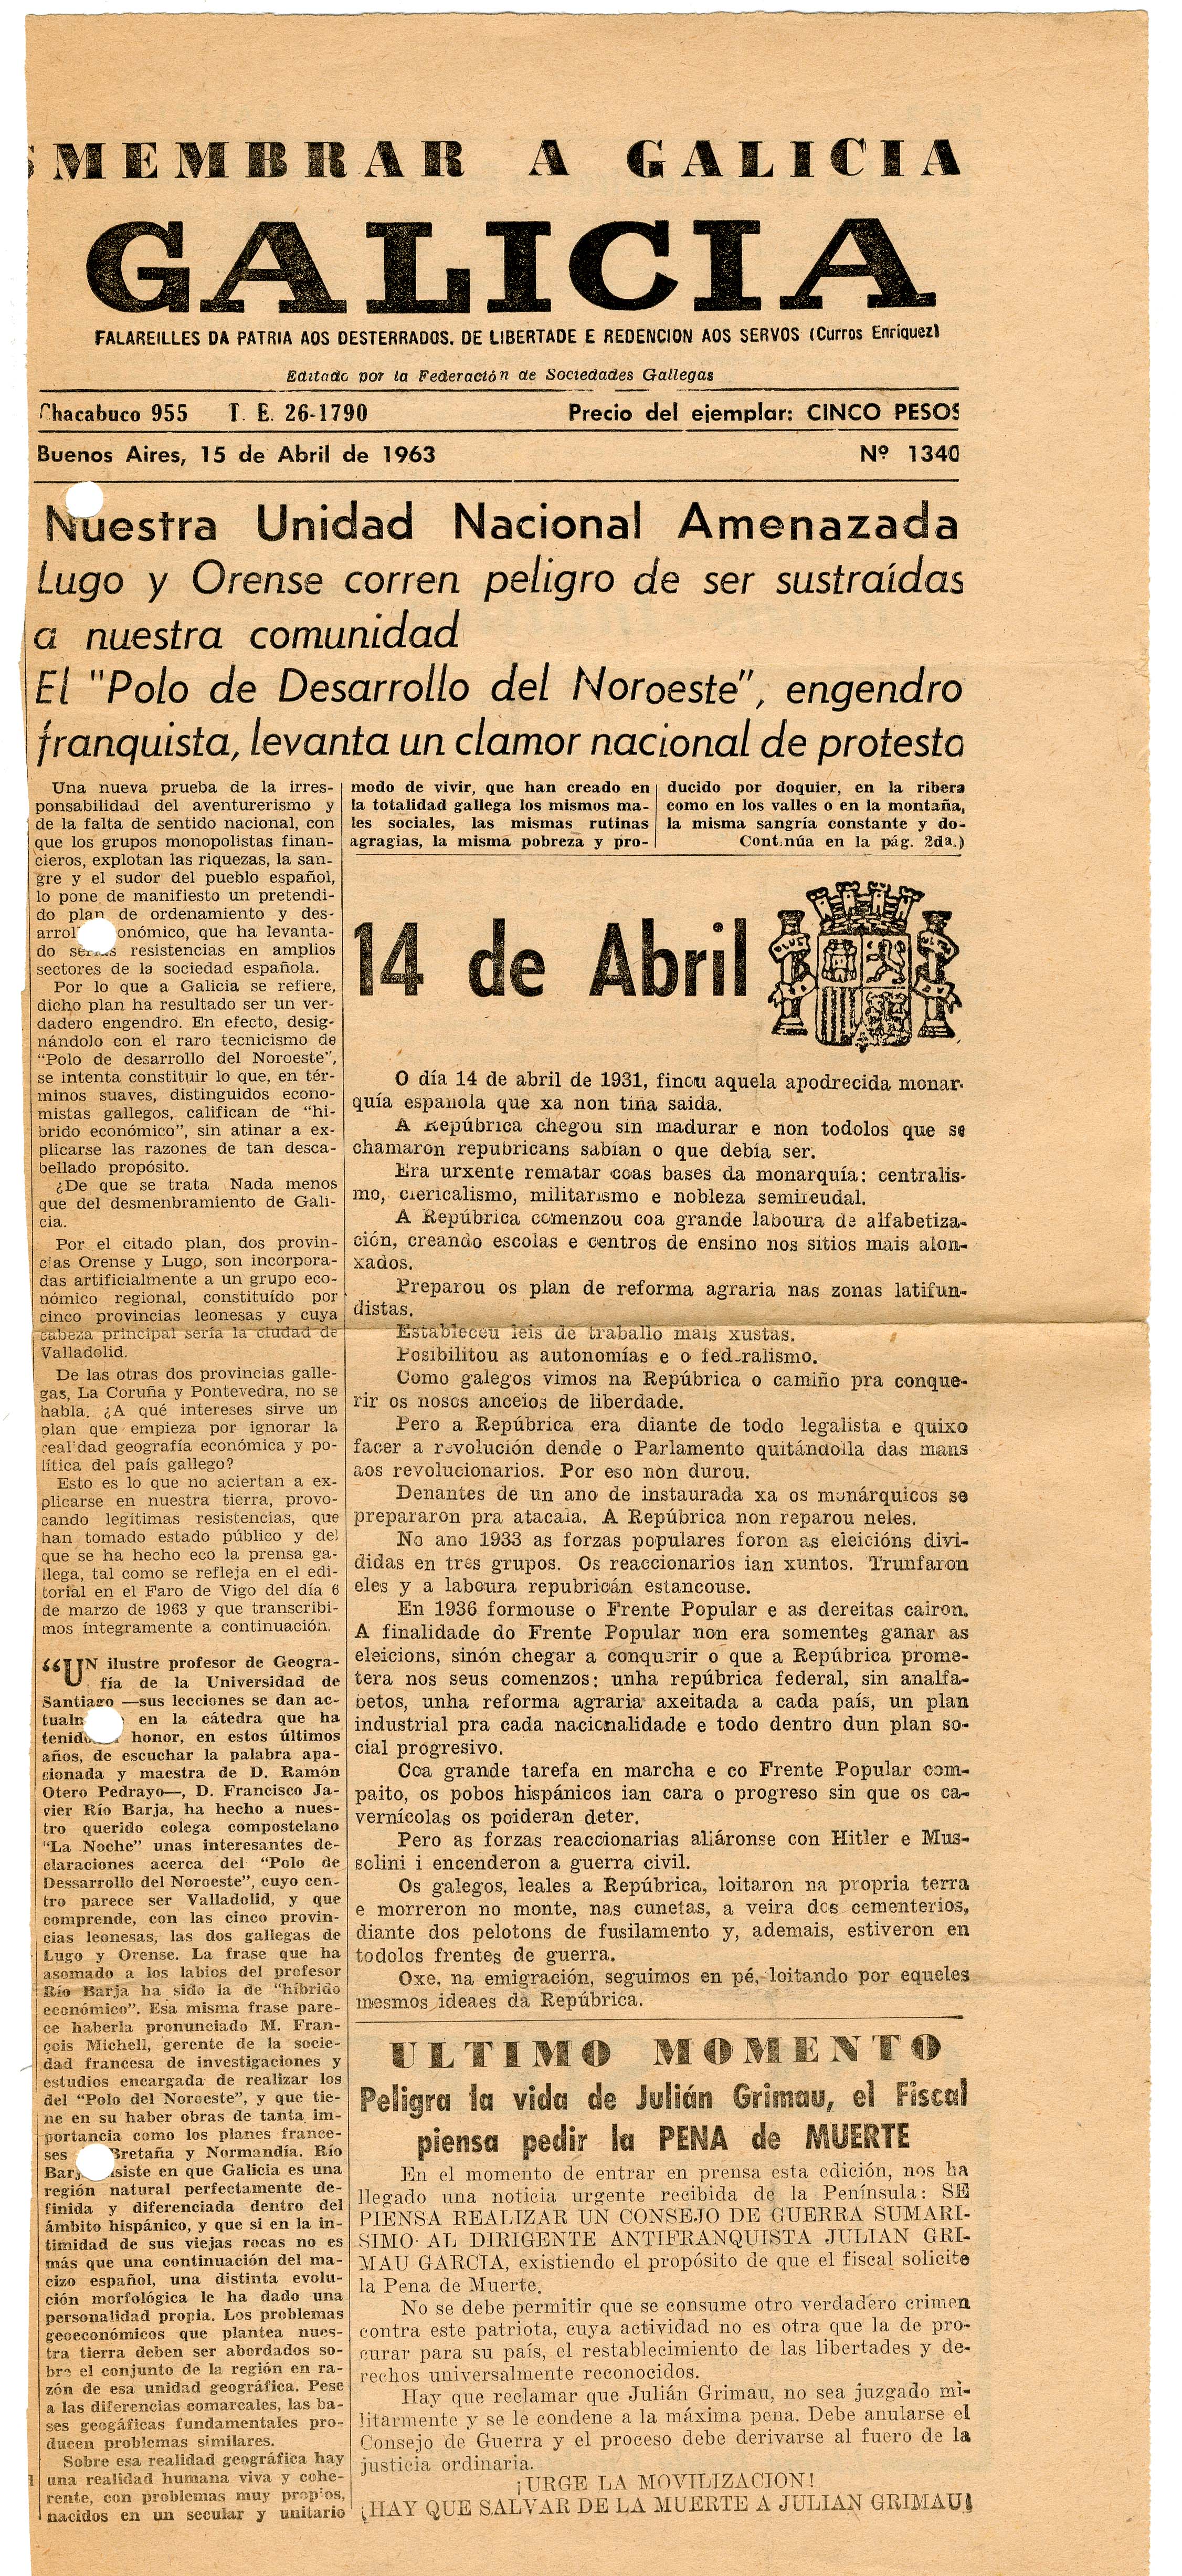 SMEMBRAR A GALICIA
GALICIA
FALAREILLES DA PATRIA AOS DESTERRADOS. DE LIBERTADE E REDENCION AOS SERVOS (Curros Enríquez)
Editado por la Federación de Sociedades Gallegas
Chacabuco 955 T. E. 26-1790 Precio del ejemplar: CINCO PESOS
Buenos Aires, 15 de Abril de 1963 Nº 1340
Nuestra Unidad Nacional Amenazada
Lugo y Orense corren peligro de ser sustraídas
a nuestra comunidad
El "Polo de Desarrollo del Noroeste", engendro
franquista, levanta un clamor nacional de protesta
Una nueva prueba de la irres-
ponsabilidad del aventurerismo y
de la falta de sentido nacional, con
que los grupos monopolistas finan-
cieros, explotan las riquezas, la san-
gre y el sudor del pueblo español,
lo pone de manifiesto un pretendi-
do plan de ordenamiento y des-
arrol onómico, que ha levanta-
do serias resistencias en amplios
sectores de la sociedad española.
Por lo que a Galicia se refiere,
dicho plan ha resultado ser un ver-
dadero engendro. En efecto, desig-
nándolo con el raro tecnicismo de
"Polo de desarrollo del Noroeste",
se intenta constituir lo que, en tér-
minos suaves, distinguidos econo-
mistas gallegos, califican de "hi-
brido económico", sin atinar a ex-
plicarse las razones de tan desca-
bellado propósito.
¿De que se trata Nada menos
que del desmenbramiento de Gali-
cia.
Por el citado plan, dos provin-
cias Orense y Lugo, son incorpora-
das artificialmente a un grupo eco-
nómico regional, constituído por
cinco provincias leonesas y cuya
cabeza principal sería la ciudad de
Valladolid.
De las otras dos provincias galle-
gas, La Coruña y Pontevedra, no se
habla. ¿A qué intereses sirve un
plan que empieza por ignorar la
realidad geografía económica y po-
lítica del país gallego?
Esto es lo que no aciertan a ex-
plicarse en nuestra tierra, provo-
cando legítimas resistencias, que
han tomado estado público y del
que se ha hecho eco la prensa ga-
llega, tal como se refleja en el edi-
torial en el Faro de Vigo del día 6
de marzo de 1963 y que transcribi-
mos íntegramente a continuación.
"UN ilustre profesor de Geogra-
fía de la Universidad de
Santiago —sus lecciones se dan ac-
tualm en la cátedra que ha
tenido honor, en estos últimos
años, de escuchar la palabra apa-
sionada y maestra de D. Ramón
Otero Pedrayo—, D. Francisco Ja-
vier Río Barja, ha hecho a nues-
tro querido colega compostelano
"La Noche" unas interesantes de-
claraciones acerca del "Polo de
Dessarrollo del Noroeste", cuyo cen-
tro parece ser Valladolid, y que
comprende, con las cinco provin-
cias leonesas, las dos gallegas de
Lugo y Orense. La frase que ha
asomado a los labios del profesor
Río Barja ha sido la de "híbrido
económico". Esa misma frase pare-
ce haberla pronunciado M. Fran-
çois Michell, gerente de la socie-
dad francesa de investigaciones y
estudios encargada de realizar los
del "Polo del Noroeste", y que tie-
ne en su haber obras de tanta im-
portancia como los planes france-
ses Bretaña y Normandía. Río
Barj siste en que Galicia es una
región natural perfectamente de-
finida y diferenciada dentro del
ámbito hispánico, y que si en la in-
timidad de sus viejas rocas no es
más que una continuación del ma-
cizo español, una distinta evolu-
ción morfológica le ha dado una
personalidad propia. Los problemas
geoeconómicos que plantea nues-
tra tierra deben ser abordados so-
bre el conjunto de la región en ra-
zón de esa unidad geográfica. Pese
a las diferencias comarcales, las ba-
ses geográficas fundamentales pro-
ducen problemas similares.
Sobre esa realidad geográfica hay
una realidad humana viva y cohe-
rente, con problemas muy propios,
nacidos en un secular y unitario
modo de vivir, que han creado en
la totalidad gallega los mismos ma-
les sociales, las mismas rutinas
agragias, la misma pobreza y pro-
ducido por doquier, en la ribera
como en los valles o en la montaña,
la misma sangría constante y do-
Continúa en la pág. 2da.)
14 de Abril
O día 14 de abril de 1931, fincu aquela apodrecida monar-
quía espanola que xa non tiña saida.
A Repúbrica chegou sin madurar e non todolos que se
chamaron repubricans sabían o que debía ser.
Era urxente rematar coas bases da monarquía: centralis-
mo, clericalismo, militarismo e nobleza semifeudal.
A Repúbrica comenzou coa grande laboura de alfabetiza-
ción, creando escolas e centros de ensino nos sitios mais alon-
xados.
Preparou os plan de reforma agraria nas zonas latifun-
distas.
Estableceu leis de traballo mais xustas.
Posibilitou as autonomías e o federalismo.
Como galegos vimos na Repúbrica o camiño pra conque-
rir os nosos anceios de liberdade.
Pero a Repúbrica era diante de todo legalista e quixo
facer a revolución dende o Parlamento quitándolla das mans
aos revolucionarios. Por eso non durou.
Denantes de un ano de instaurada xa os monárquicos se
prepararon pra atacala. A Repúbrica non reparou neles.
No ano 1933 as forzas populares foron as eleicións divi-
didas en tres grupos. Os reaccionarios ian xuntos. Trunfaron
eles y a laboura repubricán estancouse.
En 1936 formouse o Frente Popular e as dereitas cairon.
A finalidade do Frente Popular non era somentes ganar as
eleicions, sinón chegar a conquerir o que a Repúbrica prome-
tera nos seus comenzos: unha repúbrica federal, sin analfa-
betos, unha reforma agraria axeitada a cada país, un plan
industrial pra cada nacionalidade e todo dentro dun plan so-
cial progresivo.
Coa grande tarefa en marcha e co Frente Popular com-
paito, os pobos hispánicos ian cara o progreso sin que os ca-
vernícolas os poideran deter.
Pero as forzas reaccionarias aliáronse con Hitler e Mus-
solini i encenderon a guerra civil.
Os galegos, leales a Repúbrica, loitaron na propria terra
e morreron no monte, nas cunetas, a veira dos cementerios,
diante dos pelotons de fusilamento y, ademais, estiveron en
todolos frentes de guerra.
Oxe, na emigración, seguimos en pé, loitando por equeles
mesmos ideaes da Repúbrica.
ULTIMO MOMENTO
Peligra la vida de Julián Grimau, el Fiscal
piensa pedir la PENA de MUERTE
En el momento de entrar en prensa esta edición, nos ha
llegado una noticia urgente recibida de la Península: SE
PIENSA REALIZAR UN CONSEJO DE GUERRA SUMARI-
SIMO AL DIRIGENTE ANTIFRANQUISTA JULIAN GRI-
MAU GARCIA, existiendo el propósito de que el fiscal solicite
la Pena de Muerte.
No se debe permitir que se consume otro verdadero crimen
contra este patriota, cuya actividad no es otra que la de pro-
curar para su país, el restablecimiento de las libertades y de-
rechos universalmente reconocidos.
Hay que reclamar que Julián Grimau, no sea juzgado mi-
litarmente y se le condene a la máxima pena. Debe anularse el
Consejo de Guerra y el proceso debe derivarse al fuero de la
justicia ordinaria.
¡URGE LA MOVILIZACION!
¡HAY QUE SALVAR DE LA MUERTE A JULIAN GRIMAU!